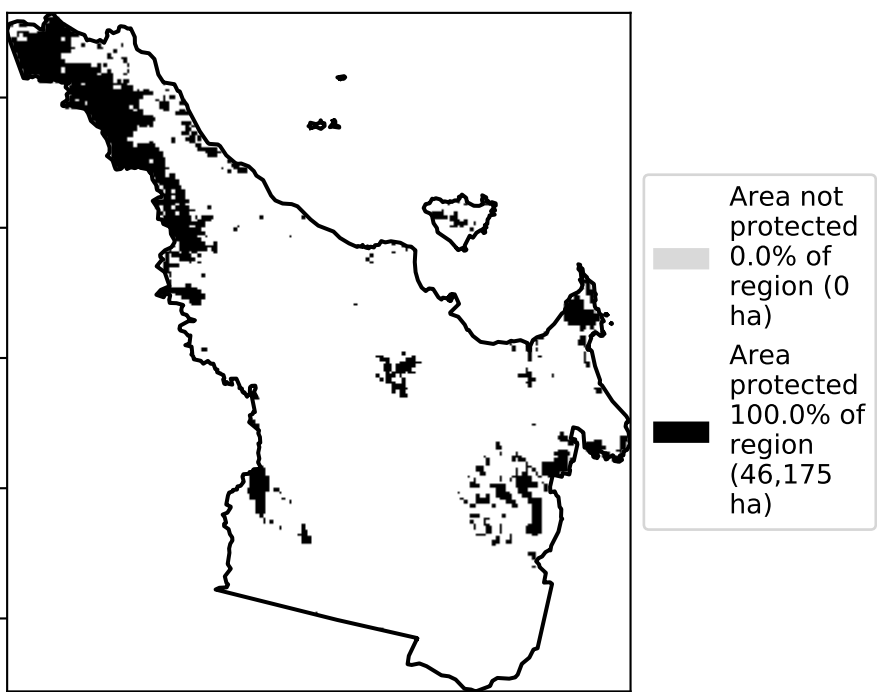 Area not
protected
0.0% of
region (0
ha)
Area
protected
100.0% of
region
(46,175
ha)